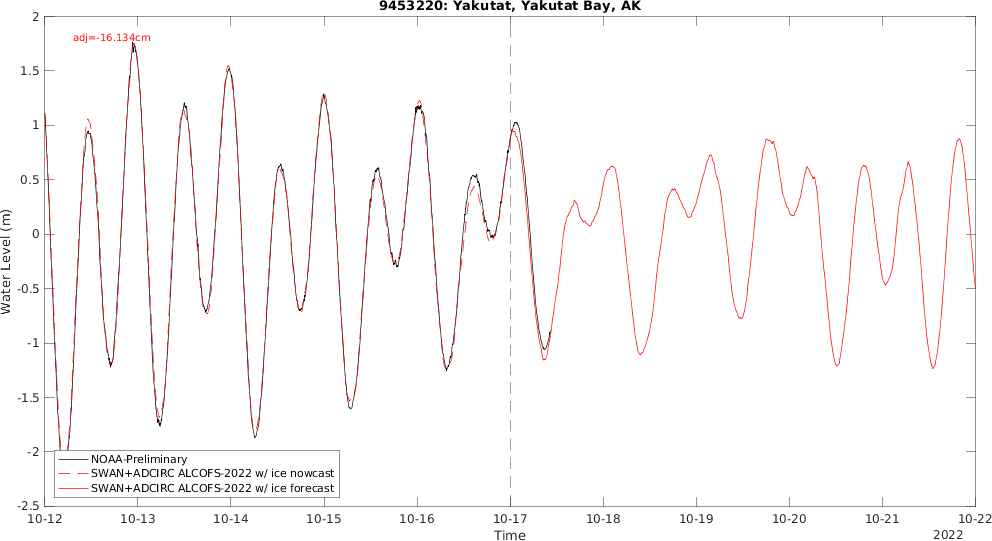 9453220: Yakutat, Yakutat Bay, AK
adj=-16.134cm
2
1.5
1
0.5
0
-0.5
-1
-1.5
-2
-2.5
Water Level (m)
NOAA-Preliminary
SWAN+ADCIRC ALCOFS-2022 w/ ice nowcast
SWAN+ADCIRC ALCOFS-2022 w/ ice forecast
10-12 10-13 10-14 10-15 10-16 10-17 10-18 10-19 10-20 10-21 10-22
Time
2022